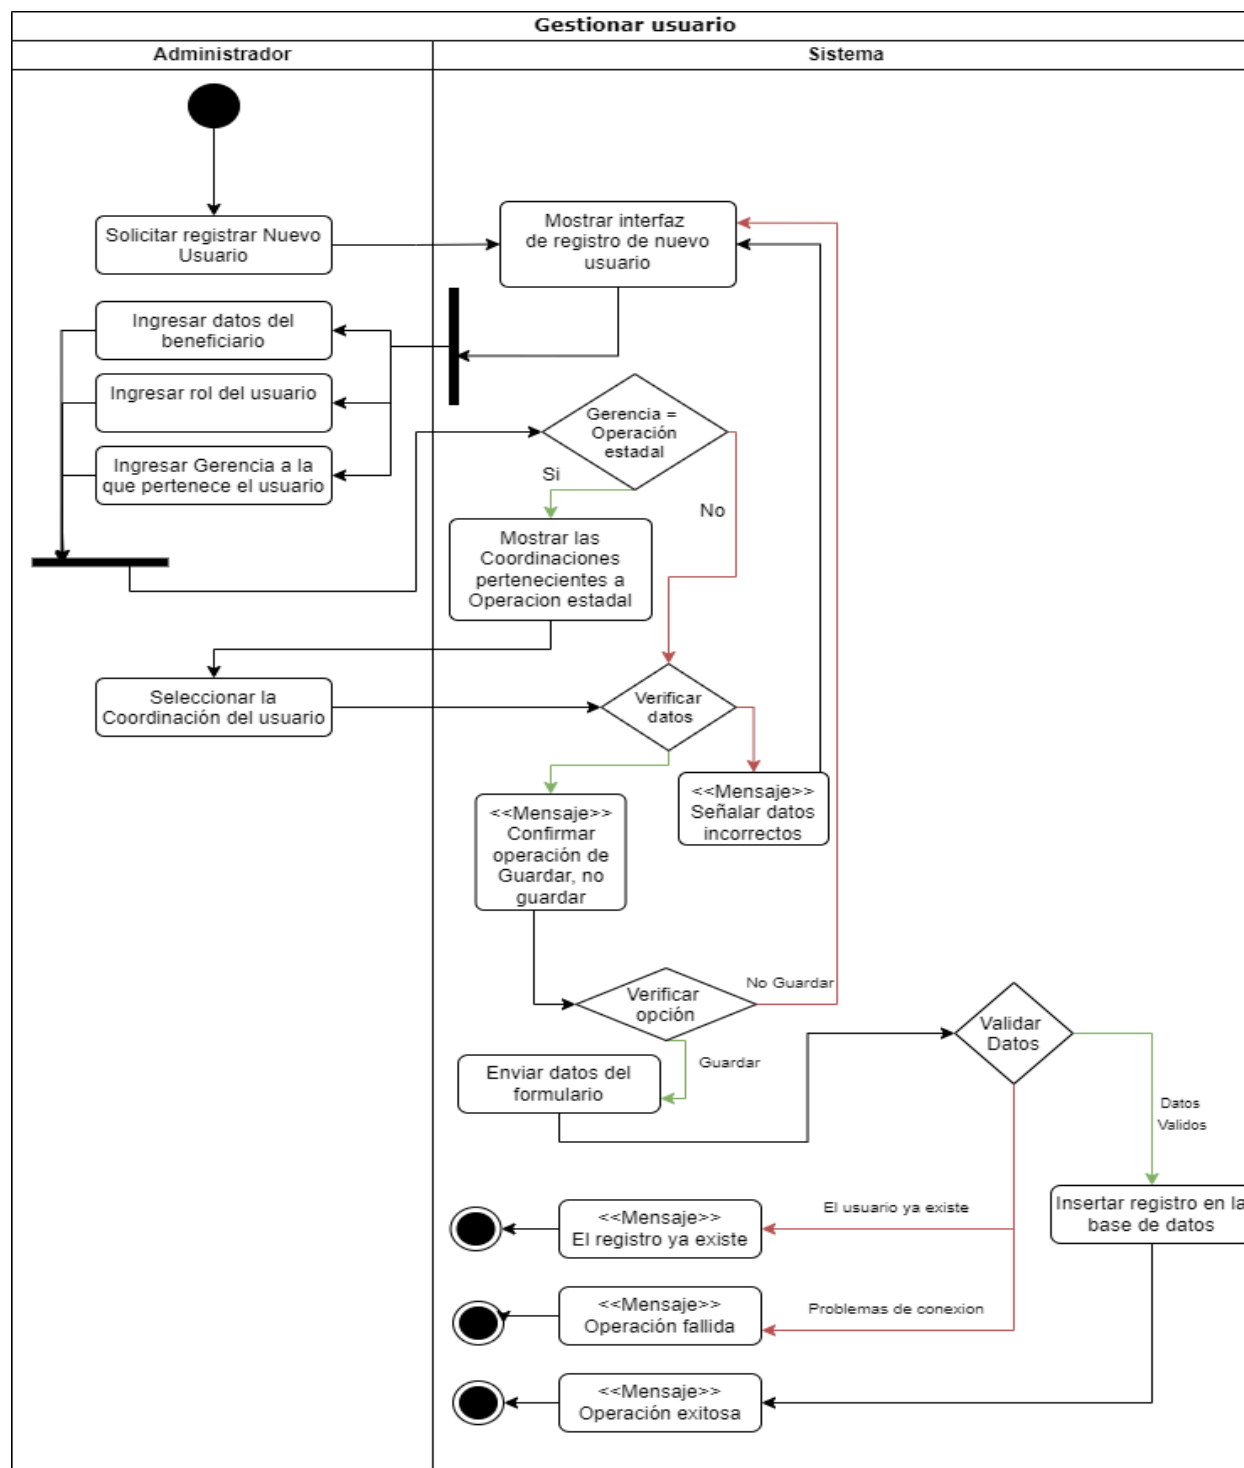 Gestionar usuario
Administrador
Sistema
Solicitar registrar Nuevo
Usuario
Mostrar interfaz
de registro de nuevo
usuario
Ingresar datos del
beneficiario
Ingresar rol del usuario
Ingresar Gerencia a la
que pertenece el usuario
Gerencia =
Operación
estadal
Si
No
Mostrar las
Coordinaciones
pertenecientes a
Operacion estadal
Seleccionar la
Coordinación del usuario
Verificar
datos
<<Mensaje>>
Señalar datos
incorrectos
<<Mensaje>>
Confirmar
operación de
Guardar, no
guardar
Verificar
opción
No Guardar
Guardar
Validar
Datos
Enviar datos del
formulario
Datos
Validos
Insertar registro en la
base de datos
El usuario ya existe
<<Mensaje>>
El registro ya existe
Problemas de conexion
<<Mensaje>>
Operación fallida
<<Mensaje>>
Operación exitosa